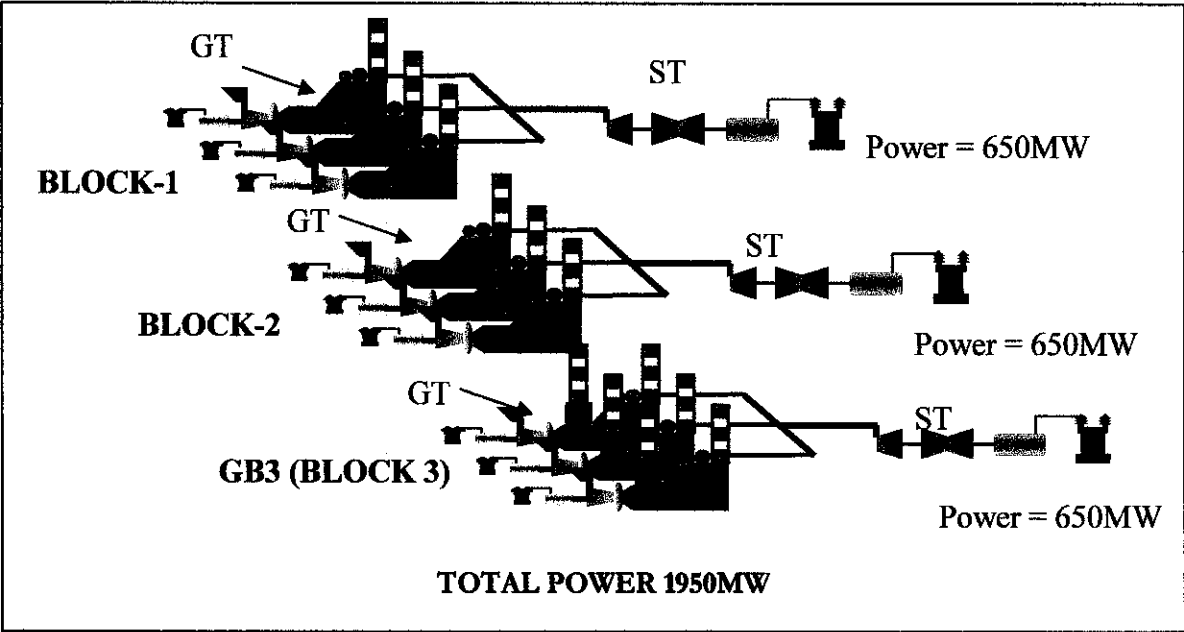 GT
ST
Power = 650MW
BLOCK-1
GT
ST
BLOCK-2
Power = 650MW
GT
ST
GB3 (BLOCK 3)
Power = 650MW
TOTAL POWER 1950MW